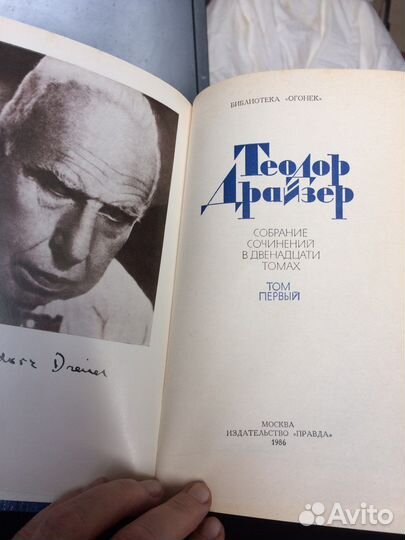 БИБЛИОТЕКА «ОГОНЕК»
Теодор
Драйзер
СОБРАНИЕ
СОЧИНЕНИЙ
В ДВЕНАДЦАТИ
ТОМАХ
ТОМ
ПЕРВЫЙ
МОСКВА
ИЗДАТЕЛЬСТВО «ПРАВДА»
1986
Dreiser
Avito